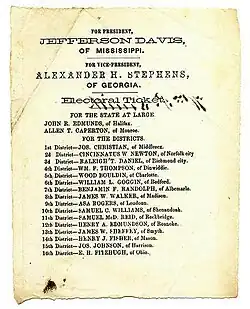 FOR PRESIDENT,
JEFFERSON DAVIS,
OF MISSISSIPPI.
FOR VICE-PRESIDENT,
ALEXANDER H. STEPHENS,
OF GEORGIA.
Electoral Ticket.
FOR THE STATE AT LARGE.
JOHN R. EDMUNDS, of Halifax.
ALLEN T. CAPERTON, of Monroe.
FOR THE DISTRICTS.
1st District—JOS. CHRISTIAN, of Middlesex.
2d District—CINCINATUS W NEWTON, of Norfolk city
3d District—RALEIGH T. DANIEL, of Richmond city.
4th District—WM. F. THOMPSON, of Dinwiddie.
5th District—WOOD BOULDIN, of Charlotte.
6th District—WILLIAM L. GOGGIN, of Bedford.
7th District—BENJAMIN F. RANDOLPH, of Albemarle.
8th District—JAMES W. WALKER, of Madison.
9th District—ASA ROGERS, of Loudoun.
10th District—SAMUEL C. WILLIAMS, of Shenandoah.
11th District—SAMUEL McD. REID, of Rockbridge.
12th District—HENRY A. EDMUNDSON, of Roanoke.
13th District—JAMES W. SHEFFEY, of Smyth.
14th District—HENRY J. FISHER, of Mason.
15th District—JOS. JOHNSON, of Harrison.
16th District—E. H. FITZHUGH, of Ohio.